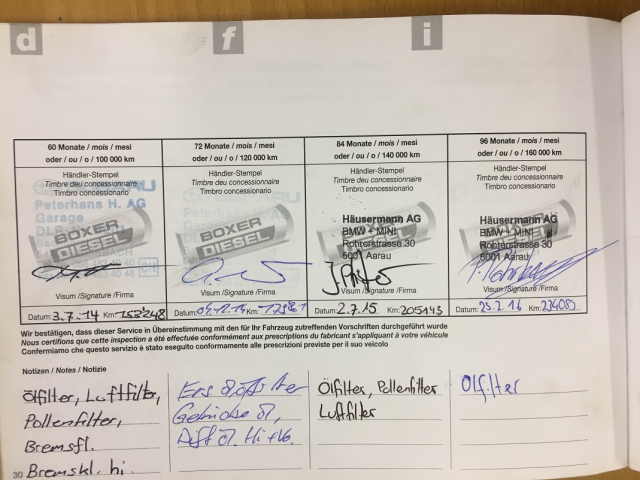 d f i
60 Monate / mois / mesi
oder / ou / o / 100 000 km
72 Monate / mois / mesi
oder / ou / o / 120 000 km
84 Monate / mois / mesi
oder / ou / o / 140 000 km
96 Monate / mois / mesi
oder / ou / o / 160 000 km
Händler-Stempel
Timbre deu concessionnaire
Timbro concessionario
Händler-Stempel
Timbre deu concessionnaire
Timbro concessionario
Händler-Stempel
Timbre deu concessionnaire
Timbro concessionario
Händler-Stempel
Timbre deu concessionnaire
Timbro concessionario
Peterhans H. AG
Garage
BOXER
DIESEL
BOXER
DIESEL
Häusermann AG
BMW + MINI
Rohrerstrasse 30
5001 Aarau
Häusermann AG
BMW + MINI
Rohrerstrasse 30
5001 Aarau
Visum /Signature /Firma
Visum /Signature /Firma
Visum /Signature /Firma
Visum /Signature /Firma
Datum: 3.7.14 Km:
Datum: Km:
Datum: 2.7.15 Km: 205143
Datum: 23.2.16 Km:
Wir bestätigen, dass dieser Service in Übereinstimmung mit den für Ihr Fahrzeug zutreffenden Vorschriften durchgeführt wurde
Nous certifions que cette inspection a été effectuée conformément aux prescriptions du fabricant s'appliquant à votre véhicule
Confermiamo che questo servizio è stato eseguito conformemente alle prescrizioni previste per il suo veicolo
Notizen / Notes / Notizie
Ölfilter, Luftfilter,
Pollenfilter,
Bremsfl.
Bremskl. hi.
Getriebe öl,
Diff öl
Ölfilter, Pollenfilter
Luftfilter
Ölfilter
30